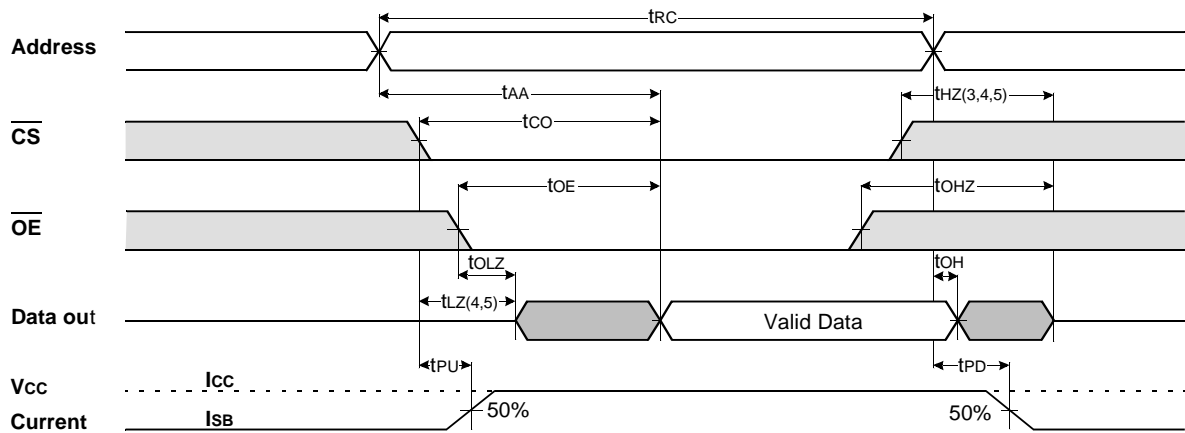 tRC
Address
tAA
tHZ(3,4,5)
CS
tCO
tOE
tOHZ
OE
tOLZ
tOH
tLZ(4,5)
Data out
Valid Data
tPU
tPD
VCC
ICC
50%
50%
Current
ISB